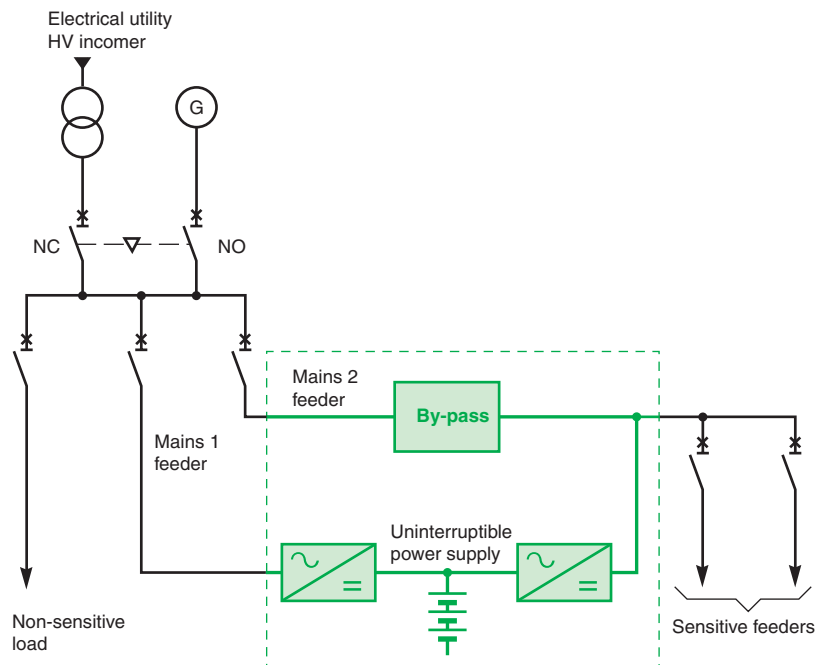 Electrical utility
HV incomer
G
NC
NO
Mains 2
feeder
By-pass
Mains 1
feeder
Uninterruptible
power supply
Non-sensitive
load
Sensitive feeders